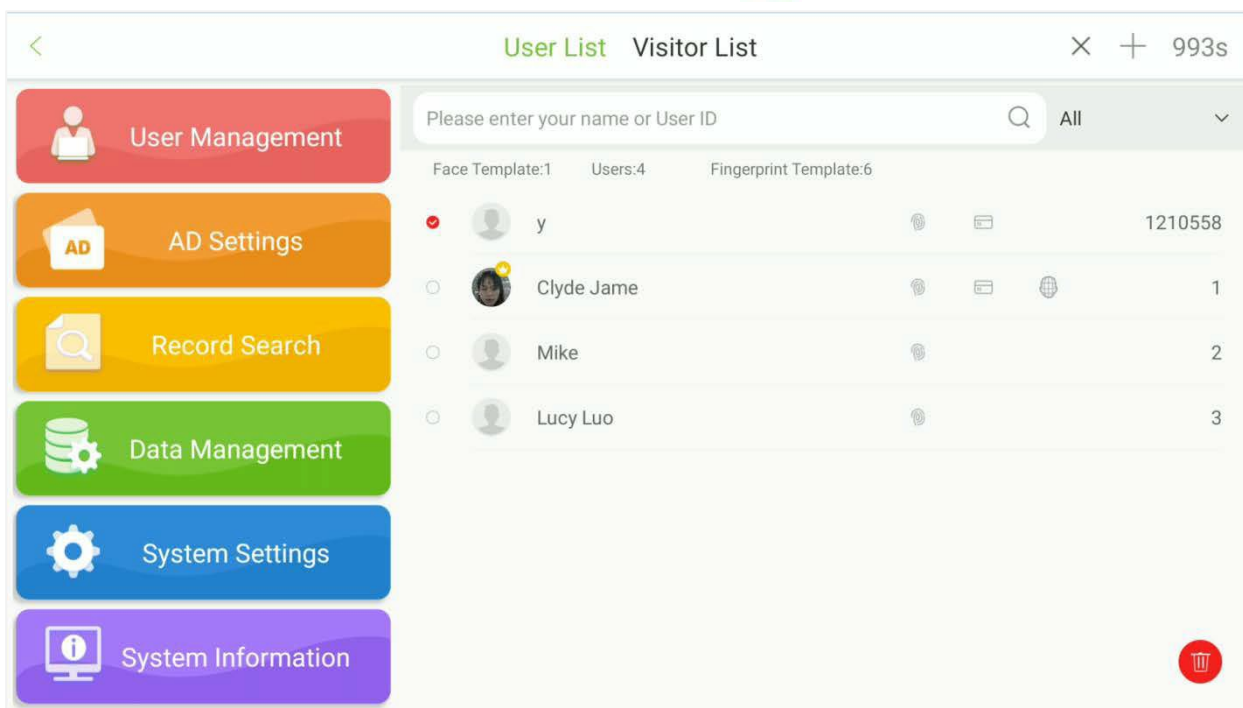 User List Visitor List 993s
User Management
AD AD Settings
Record Search
Data Management
System Settings
System Information
Please enter your name or User ID All
Face Template:1 Users:4 Fingerprint Template:6
y 1210558
Clyde Jame 1
Mike 2
Lucy Luo 3